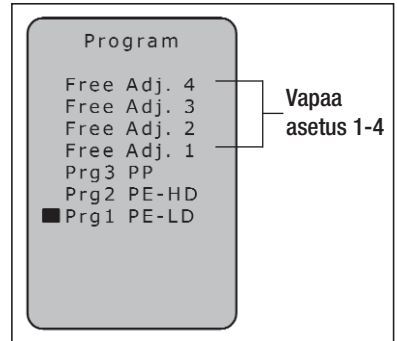 Program
Free Adj. 4
Free Adj. 3
Free Adj. 2
Free Adj. 1
Prg3 PP
Prg2 PE-HD
Prg1 PE-LD
Vapaa
asetus 1-4